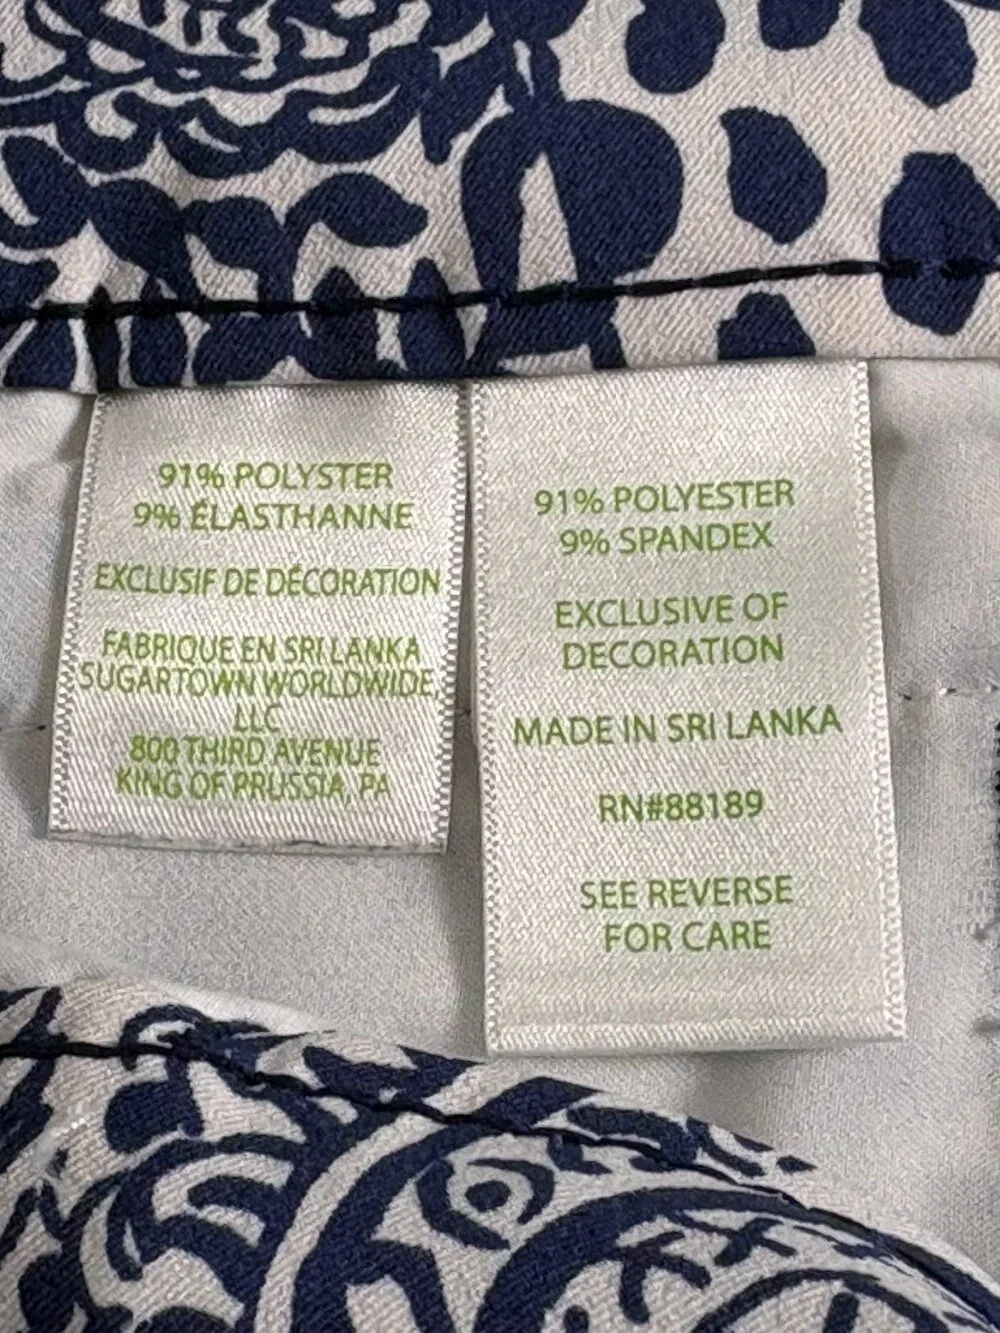 91% POLYSTER
9% ÉLASTHANNE
EXCLUSIF DE DÉCORATION
FABRIQUE EN SRI LANKA
SUGARTOWN WORLDWIDE,
LLC
800 THIRD AVENUE
KING OF PRUSSIA, PA
91% POLYESTER
9% SPANDEX
EXCLUSIVE OF
DECORATION
MADE IN SRI LANKA
RN#88189
SEE REVERSE
FOR CARE